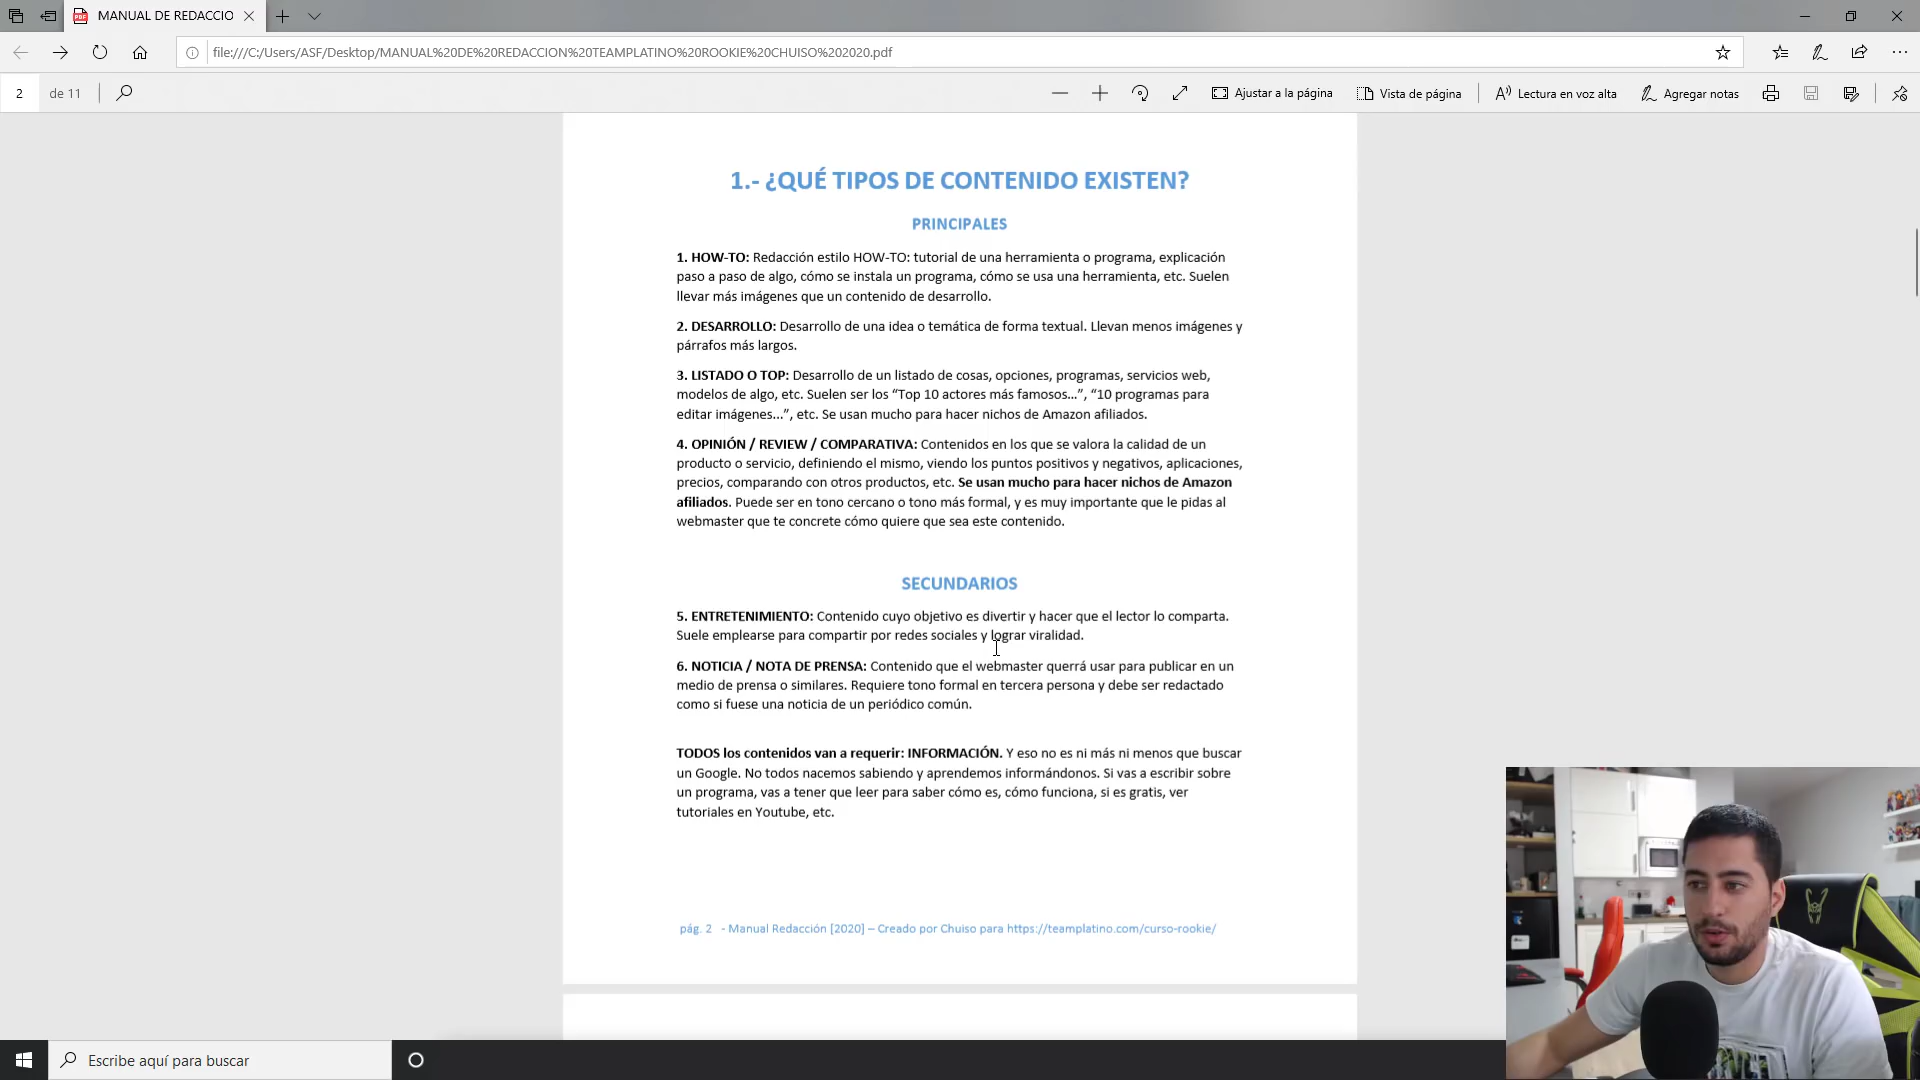 MANUAL DE REDACCIO
file:///C:/Users/ASF/Desktop/MANUAL%20DE%20REDACCION%20TEAMPLATINO%20ROOKIE%20CHUISO%202020.pdf
2 de 11
Ajustar a la página
Vista de página
Lectura en voz alta
Agregar notas
1.- ¿QUÉ TIPOS DE CONTENIDO EXISTEN?
PRINCIPALES
1. HOW-TO: Redacción estilo HOW-TO: tutorial de una herramienta o programa, explicación
paso a paso de algo, cómo se instala un programa, cómo se usa una herramienta, etc. Suelen
llevar más imágenes que un contenido de desarrollo.
2. DESARROLLO: Desarrollo de una idea o temática de forma textual. Llevan menos imágenes y
párrafos más largos.
3. LISTADO O TOP: Desarrollo de un listado de cosas, opciones, programas, servicios web,
modelos de algo, etc. Suelen ser los “Top 10 actores más famosos...”, “10 programas para
editar imágenes...”, etc. Se usan mucho para hacer nichos de Amazon afiliados.
4. OPINIÓN / REVIEW / COMPARATIVA: Contenidos en los que se valora la calidad de un
producto o servicio, definiendo el mismo, viendo los puntos positivos y negativos, aplicaciones,
precios, comparando con otros productos, etc. Se usan mucho para hacer nichos de Amazon
afiliados. Puede ser en tono cercano o tono más formal, y es muy importante que le pidas al
webmaster que te concrete cómo quiere que sea este contenido.
SECUNDARIOS
5. ENTRETENIMIENTO: Contenido cuyo objetivo es divertir y hacer que el lector lo comparta.
Suele emplearse para compartir por redes sociales y lograr viralidad.
6. NOTICIA / NOTA DE PRENSA: Contenido que el webmaster querrá usar para publicar en un
medio de prensa o similares. Requiere tono formal en tercera persona y debe ser redactado
como si fuese una noticia de un periódico común.
TODOS los contenidos van a requerir: INFORMACIÓN. Y eso no es ni más ni menos que buscar
un Google. No todos nacemos sabiendo y aprendemos informándonos. Si vas a escribir sobre
un programa, vas a tener que leer para saber cómo es, cómo funciona, si es gratis, ver
tutoriales en Youtube, etc.
pág. 2 - Manual Redacción [2020] – Creado por Chuiso para https://teamplatino.com/curso-rookie/
Escribe aquí para buscar